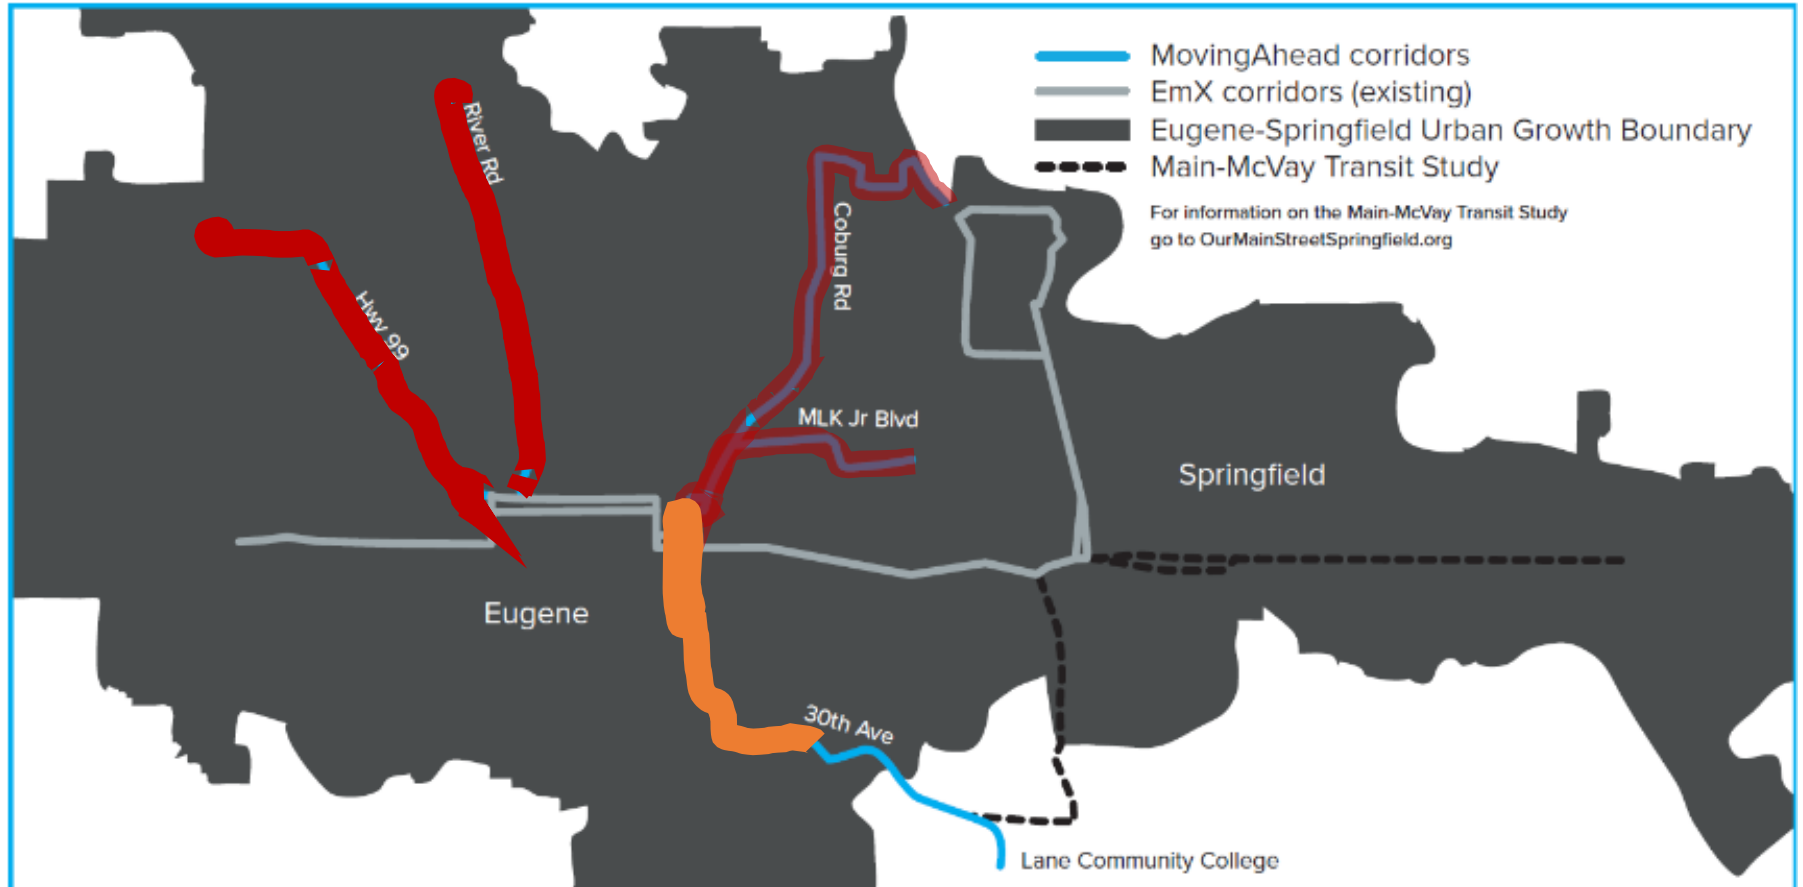 MovingAhead corridors
EmX corridors (existing)
Eugene-Springfield Urban Growth Boundary
Main-McVay Transit Study
For information on the Main-McVay Transit Study
go to OurMainStreetSpringfield.org
River Rd
Hwy 99
Coburg Rd
MLK Jr Blvd
Springfield
Eugene
30th Ave
Lane Community College